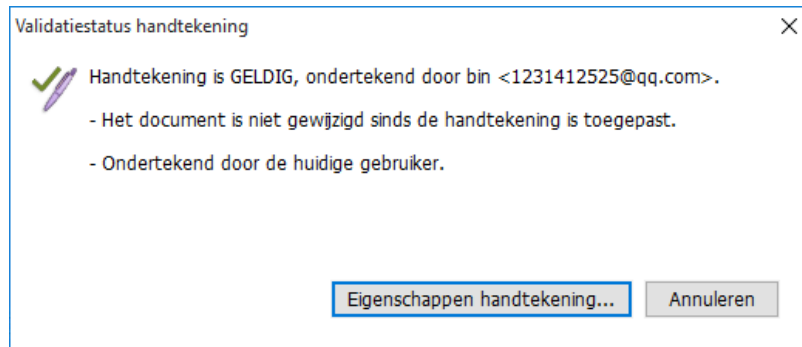 Validatiestatus handtekening
Handtekening is GELDIG, ondertekend door bin <1231412525@qq.com>.
- Het document is niet gewijzigd sinds de handtekening is toegepast.
- Ondertekend door de huidige gebruiker.
Eigenschappen handtekening... Annuleren